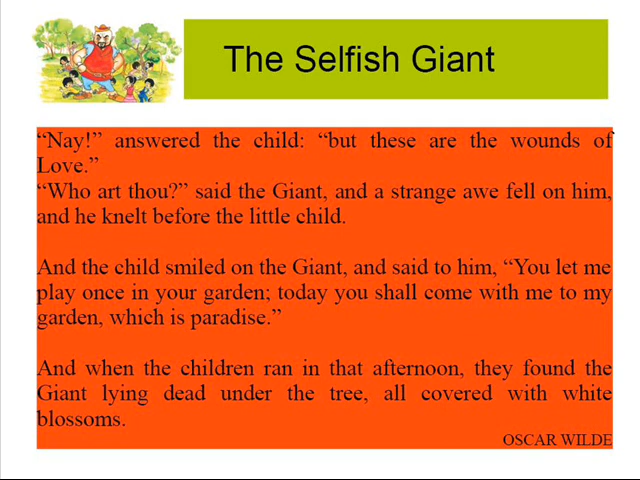 The Selfish Giant
“Nay!” answered the child: “but these are the wounds of
Love.”
“Who art thou?” said the Giant, and a strange awe fell on him,
and he knelt before the little child.
And the child smiled on the Giant, and said to him, “You let me
play once in your garden; today you shall come with me to my
garden, which is paradise.”
And when the children ran in that afternoon, they found the
Giant lying dead under the tree, all covered with white
blossoms.
OSCAR WILDE